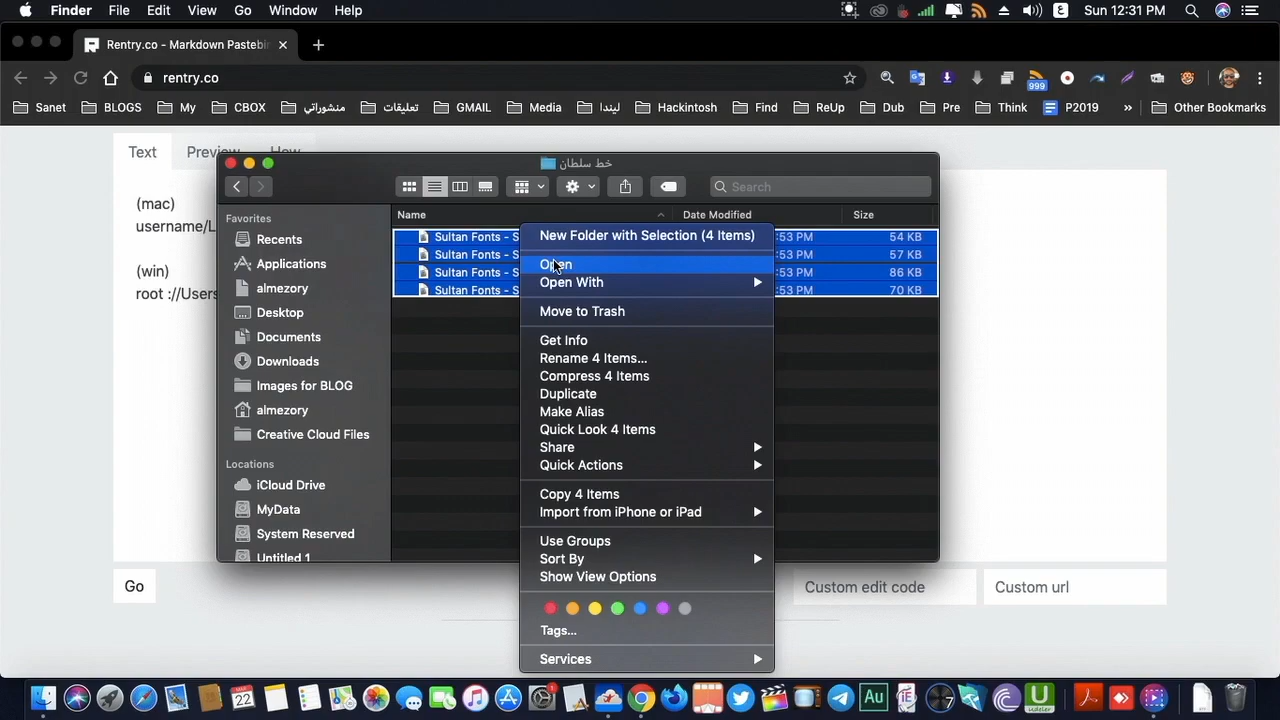 Finder File Edit View Go Window Help
ع Sun 12:31 PM
Rentry.co - Markdown Pastebi
rentry.co
999
Sanet BLOGS My CBOX منشوراتي تعليقات GMAIL Media ليندا Hackintosh Find ReUp Dub Pre Think P2019 » Other Bookmarks
Text Preview How
خط سلطان
Search
(mac)
username/L
(win)
root ://Users
Favorites
Recents
Applications
almezory
Desktop
Documents
Downloads
Images for BLOG
almezory
Creative Cloud Files
Locations
iCloud Drive
MyData
System Reserved
Untitled 1
Name Date Modified Size
Sultan Fonts - S :53 PM 54 KB
Sultan Fonts - S :53 PM 57 KB
Sultan Fonts - S :53 PM 86 KB
Sultan Fonts - S :53 PM 70 KB
New Folder with Selection (4 Items)
Open
Open With
Move to Trash
Get Info
Rename 4 Items...
Compress 4 Items
Duplicate
Make Alias
Quick Look 4 Items
Share
Quick Actions
Copy 4 Items
Import from iPhone or iPad
Use Groups
Sort By
Show View Options
Tags...
Services
Go Custom edit code Custom url
MAR 22
Au
U